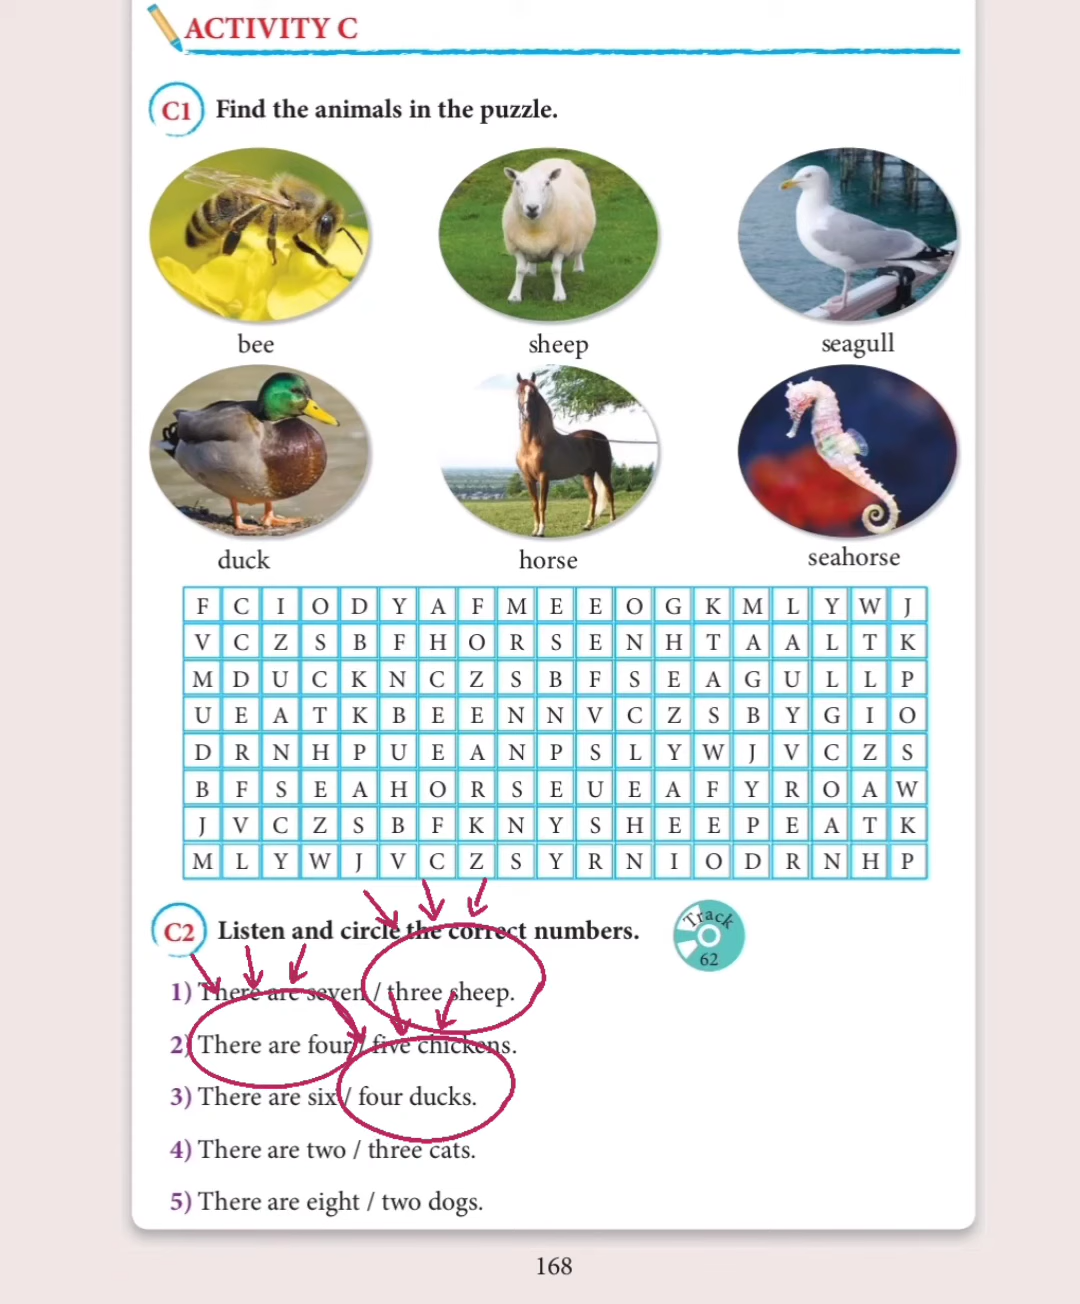 ACTIVITY C
C1 Find the animals in the puzzle.
bee sheep seagull
duck horse seahorse
F C I O D Y A F M E E O G K M L Y W J
V C Z S B F H O R S E N H T A A L T K
M D U C K N C Z S B F S E A G U L L P
U E A T K B E E N N V C Z S B Y G I O
D R N H P U E A N P S L Y W J V C Z S
B F S E A H O R S E U E A F Y R O A W
J V C Z S B F K N Y S H E E P E A T K
M L Y W J V C Z S Y R N I O D R N H P
C2 Listen and circle the correct numbers. Track 62
1) There are seven / three sheep.
2) There are four / five chickens.
3) There are six / four ducks.
4) There are two / three cats.
5) There are eight / two dogs.
168